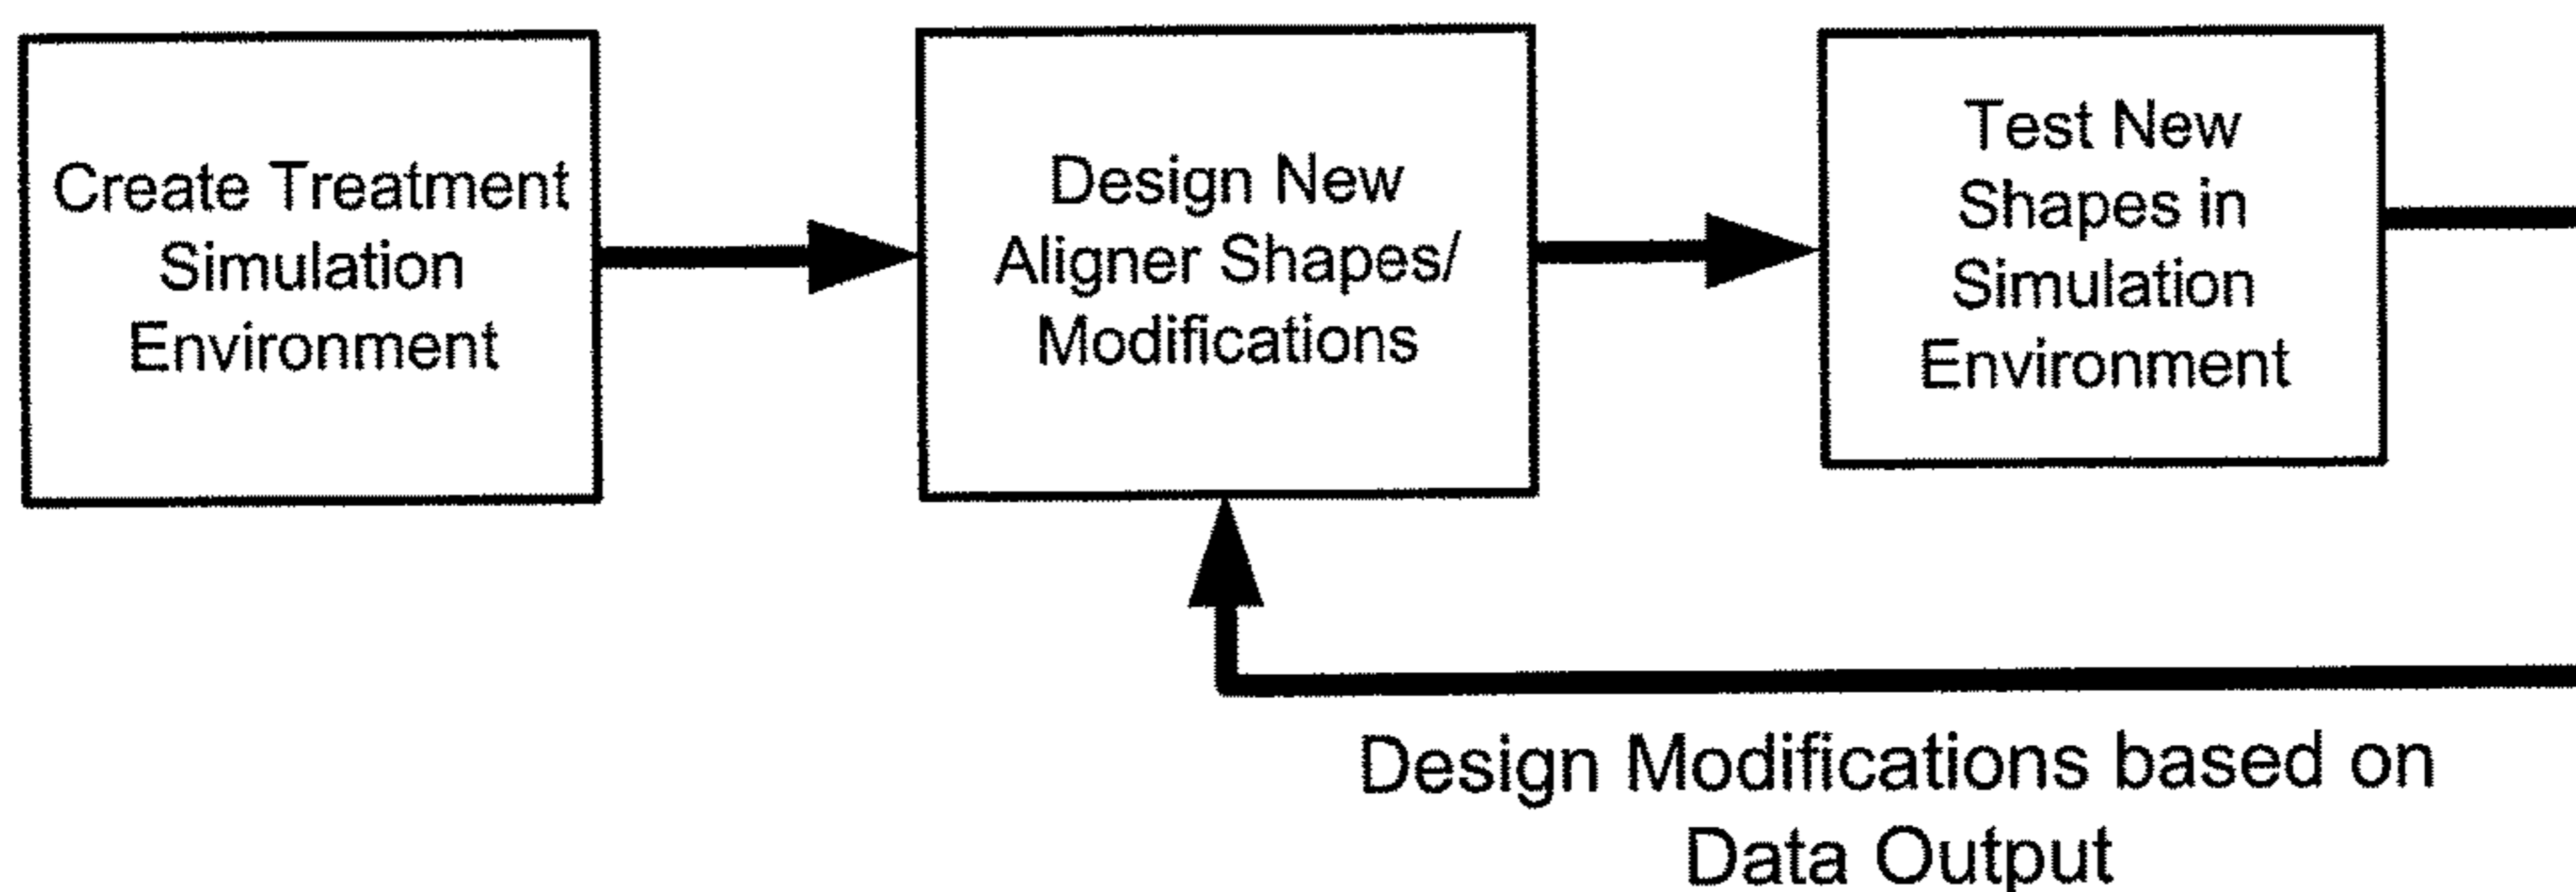 Create Treatment
Simulation
Environment
Design New
Aligner Shapes/
Modifications
Test New
Shapes in
Simulation
Environment
Design Modifications based on
Data Output